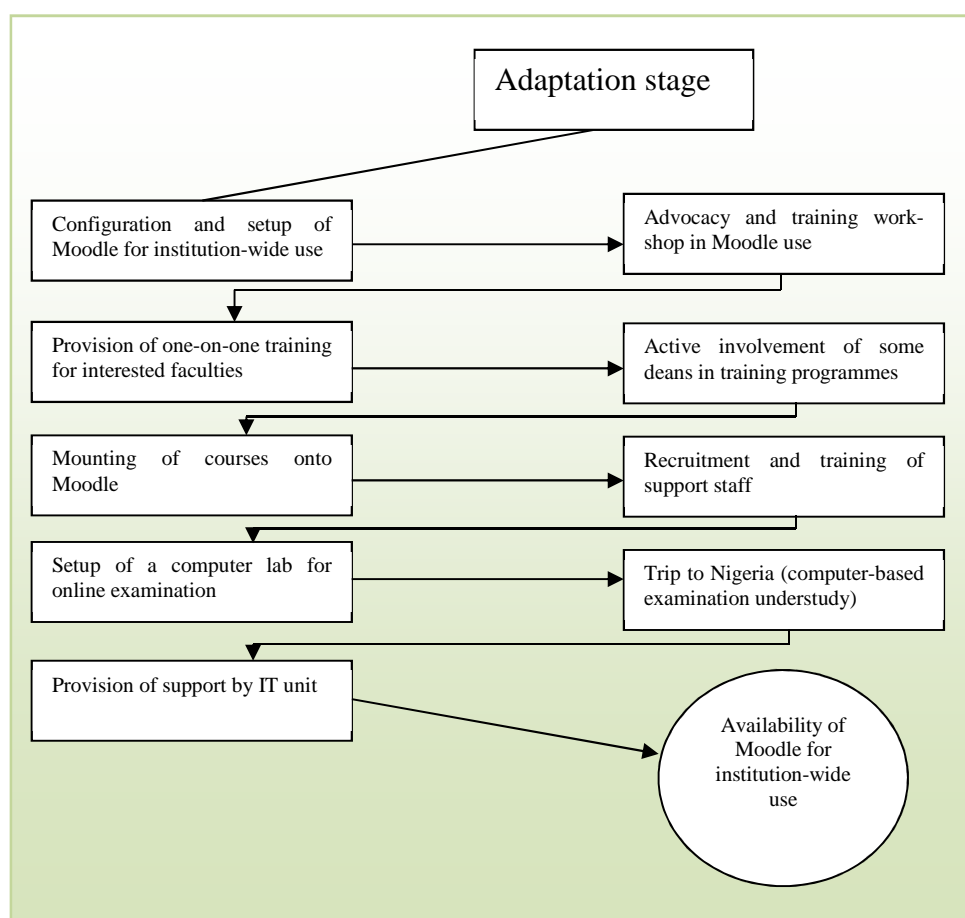 Adaptation stage
Configuration and setup of
Moodle for institution-wide use
Advocacy and training work-
shop in Moodle use
Provision of one-on-one training
for interested faculties
Active involvement of some
deans in training programmes
Mounting of courses onto
Moodle
Recruitment and training of
support staff
Setup of a computer lab for
online examination
Trip to Nigeria (computer-based
examination understudy)
Provision of support by IT unit
Availability of
Moodle for
institution-wide
use